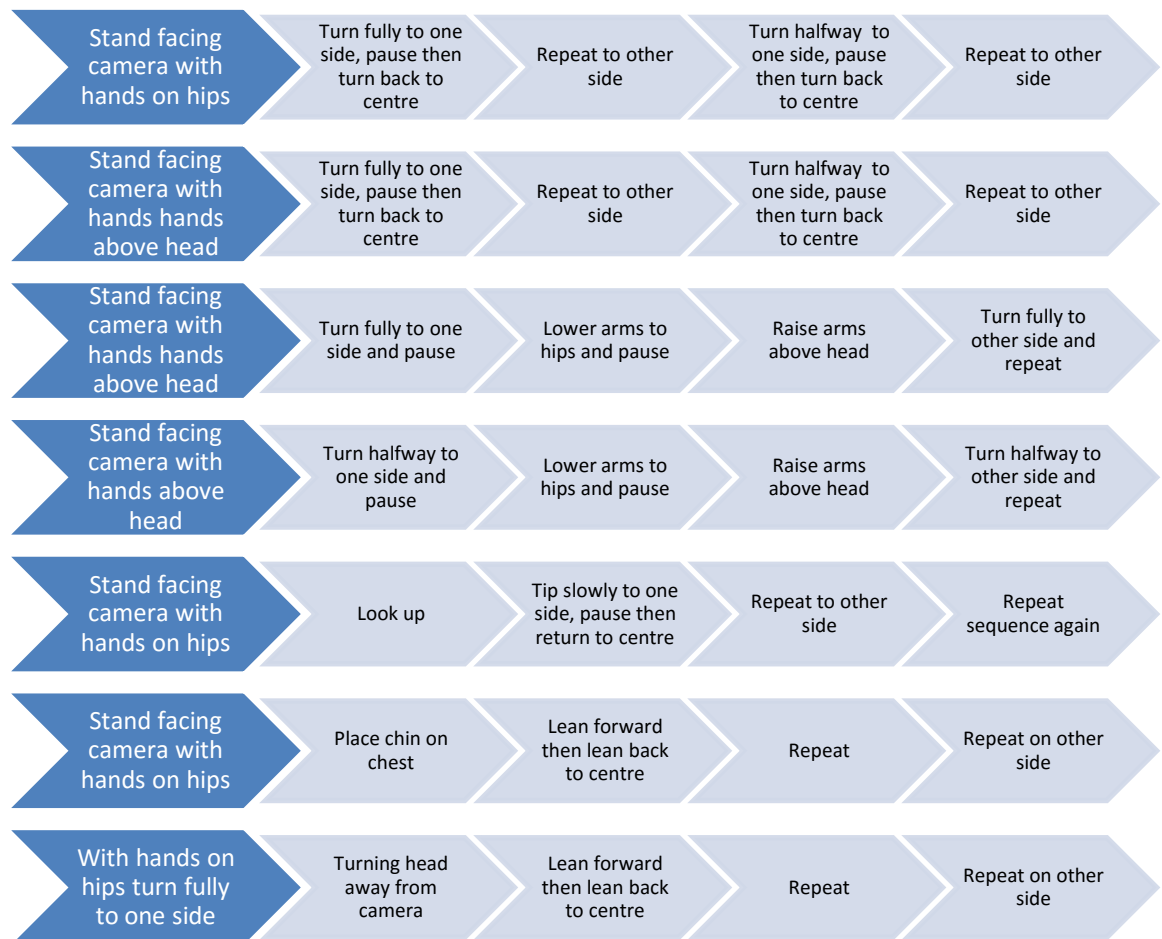 Stand facing
camera with
hands on hips
Turn fully to one
side, pause then
turn back to
centre
Repeat to other
side
Turn halfway to
one side, pause
then turn back
to centre
Repeat to other
side
Stand facing
camera with
hands hands
above head
Turn fully to one
side, pause then
turn back to
centre
Repeat to other
side
Turn halfway to
one side, pause
then turn back
to centre
Repeat to other
side
Stand facing
camera with
hands hands
above head
Turn fully to one
side and pause
Lower arms to
hips and pause
Raise arms
above head
Turn fully to
other side and
repeat
Stand facing
camera with
hands above
head
Turn halfway to
one side and
pause
Lower arms to
hips and pause
Raise arms
above head
Turn halfway to
other side and
repeat
Stand facing
camera with
hands on hips
Look up
Tip slowly to one
side, pause then
return to centre
Repeat to other
side
Repeat
sequence again
Stand facing
camera with
hands on hips
Place chin on
chest
Lean forward
then lean back
to centre
Repeat
Repeat on other
side
With hands on
hips turn fully
to one side
Turning head
away from
camera
Lean forward
then lean back
to centre
Repeat
Repeat on other
side